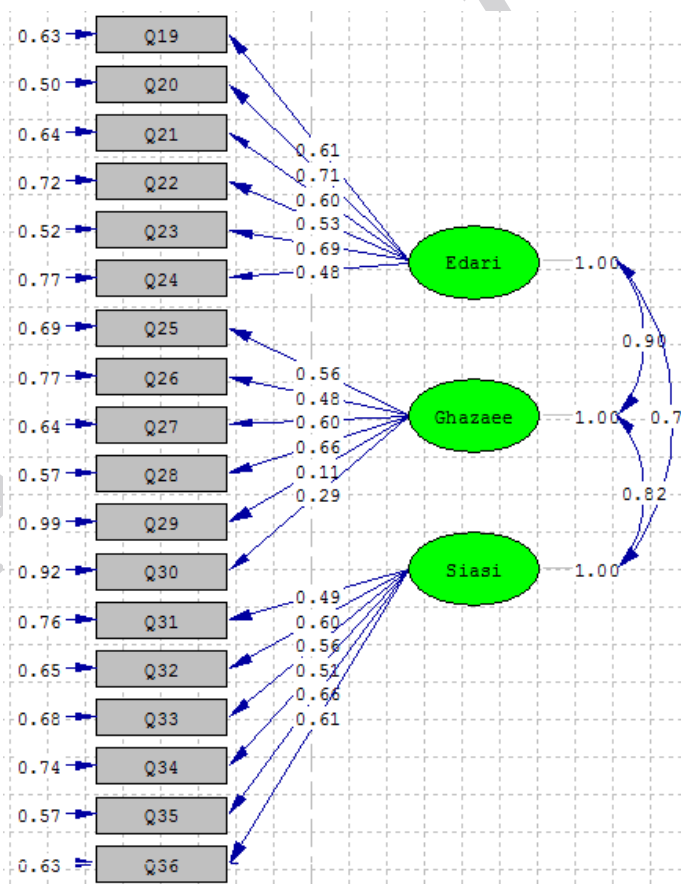 0.63 Q19
0.50 Q20
0.64 Q21
0.72 Q22
0.52 Q23
0.77 Q24
0.69 Q25
0.77 Q26
0.64 Q27
0.57 Q28
0.99 Q29
0.92 Q30
0.76 Q31
0.65 Q32
0.68 Q33
0.74 Q34
0.57 Q35
0.63 Q36
0.61
0.71
0.60
0.53
0.69
0.48
0.56
0.48
0.60
0.66
0.11
0.29
0.49
0.60
0.56
0.51
0.66
0.61
Edari 1.00
Ghazaee 1.00
Siasi 1.00
0.90
0.7
0.82